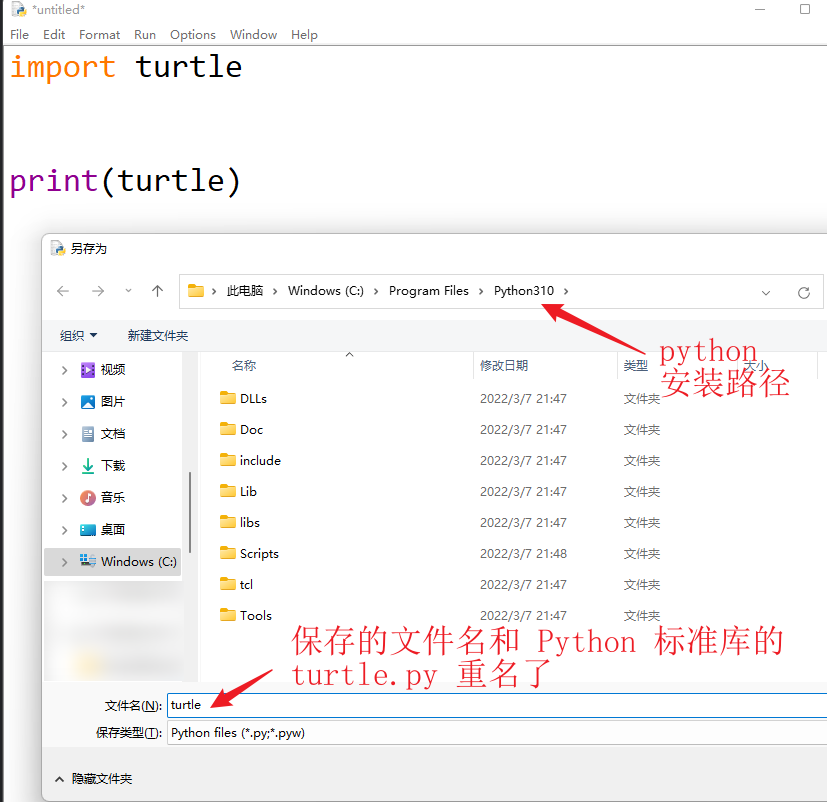 *untitled*
File Edit Format Run Options Window Help
import turtle
print(turtle)
另存为
此电脑 > Windows (C:) > Program Files > Python310 >
组织 新建文件夹
python
安装路径
名称 修改日期 类型 大小
视频
图片
文档
下载
音乐
桌面
Windows (C:)
DLLs 2022/3/7 21:47 文件夹
Doc 2022/3/7 21:47 文件夹
include 2022/3/7 21:47 文件夹
Lib 2022/3/7 21:47 文件夹
libs 2022/3/7 21:47 文件夹
Scripts 2022/3/7 21:48 文件夹
tcl 2022/3/7 21:47 文件夹
Tools 2022/3/7 21:47 文件夹
保存的文件名和 Python 标准库的
turtle.py 重名了
文件名(N): turtle
保存类型(T): Python files (*.py;*.pyw)
隐藏文件夹